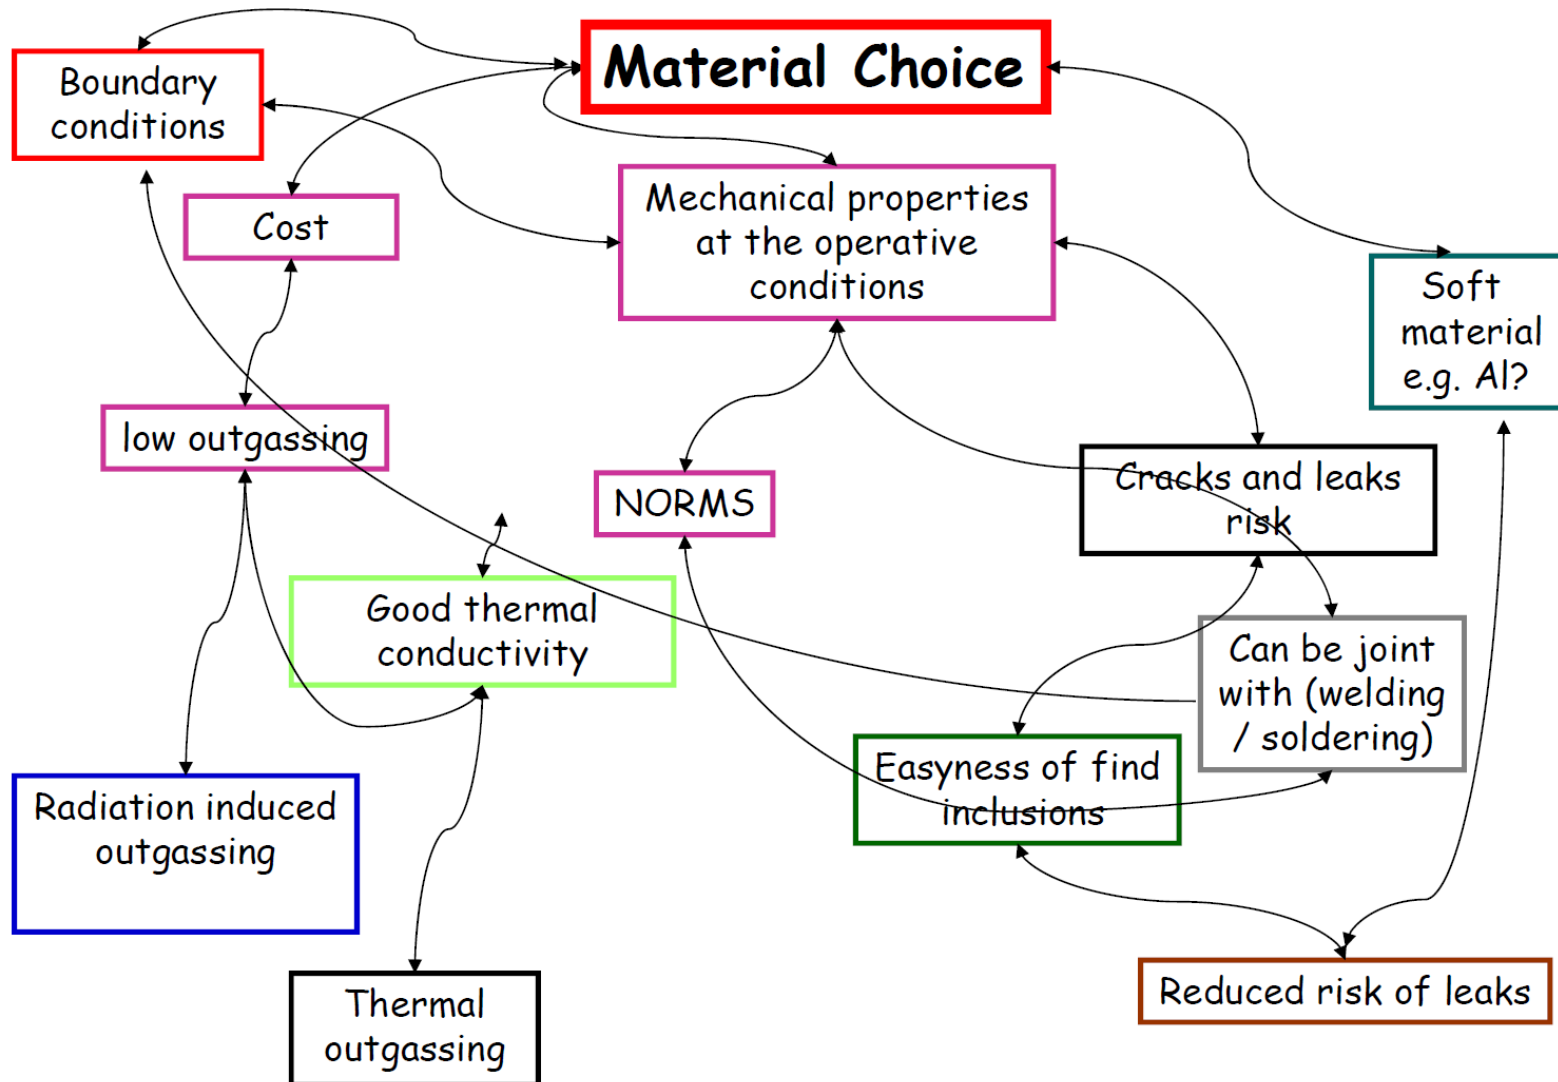 Material Choice
Boundary
conditions
Cost
Mechanical properties
at the operative
conditions
Soft
material
e.g. Al?
low outgassing
NORMS
Cracks and leaks
risk
Good thermal
conductivity
Can be joint
with (welding
/ soldering)
Easyness of find
inclusions
Radiation induced
outgassing
Thermal
outgassing
Reduced risk of leaks